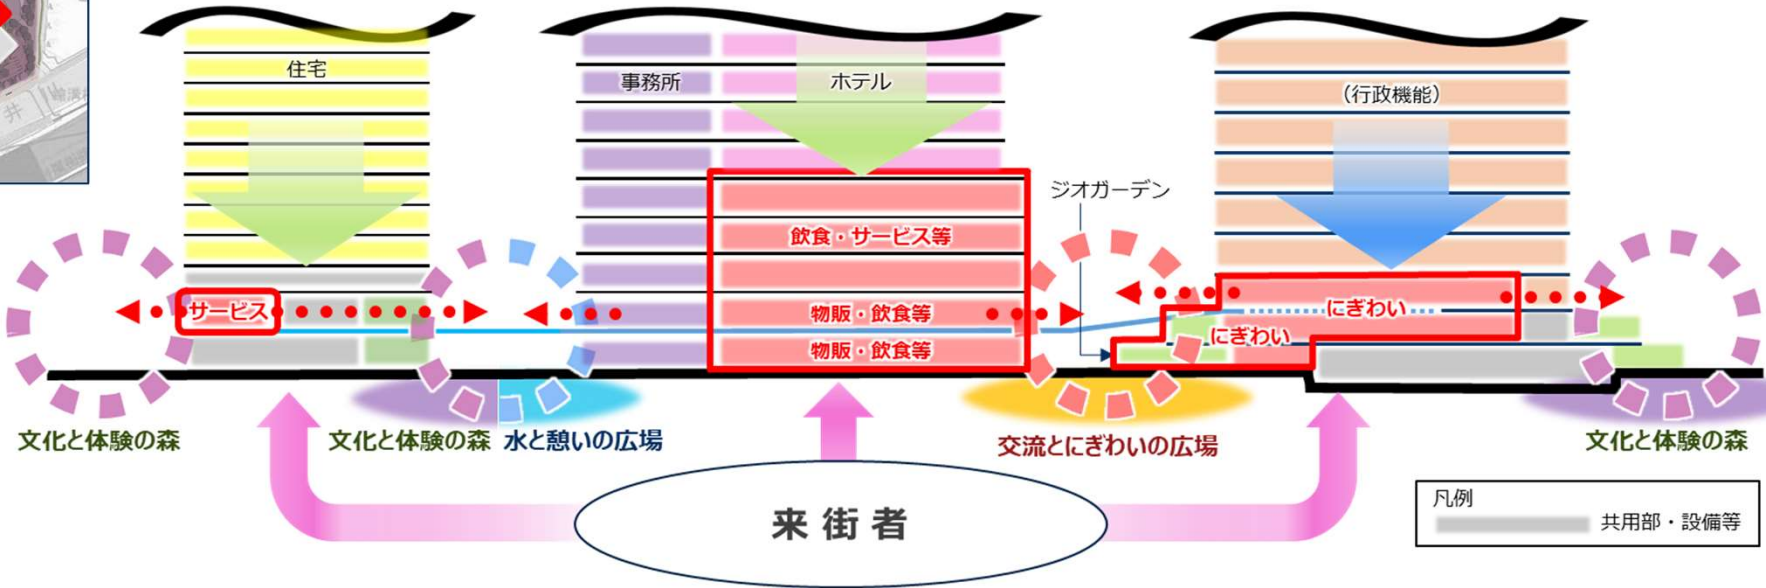 井
住宅
事務所
ホテル
(行政機能)
ジオガーデン
飲食・サービス等
サービス
物販・飲食等
にぎわい
にぎわい
物販・飲食等
文化と体験の森
文化と体験の森
水と憩いの広場
交流とにぎわいの広場
文化と体験の森
来街者
凡例
共用部・設備等